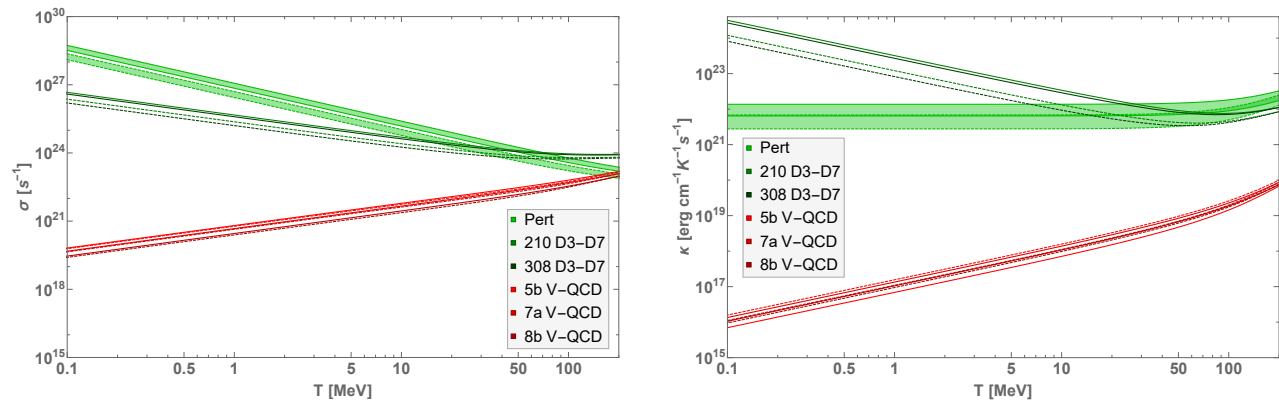 10^30
10^27
10^24
10^21
10^18
10^15
σ [s^-1]
Pert
210 D3-D7
308 D3-D7
5b V-QCD
7a V-QCD
8b V-QCD
0.1 0.5 1 5 10 50 100
T [MeV]
10^23
10^21
10^19
10^17
10^15
κ [erg cm^-1 K^-1 s^-1]
Pert
210 D3-D7
308 D3-D7
5b V-QCD
7a V-QCD
8b V-QCD
0.1 0.5 1 5 10 50 100
T [MeV]